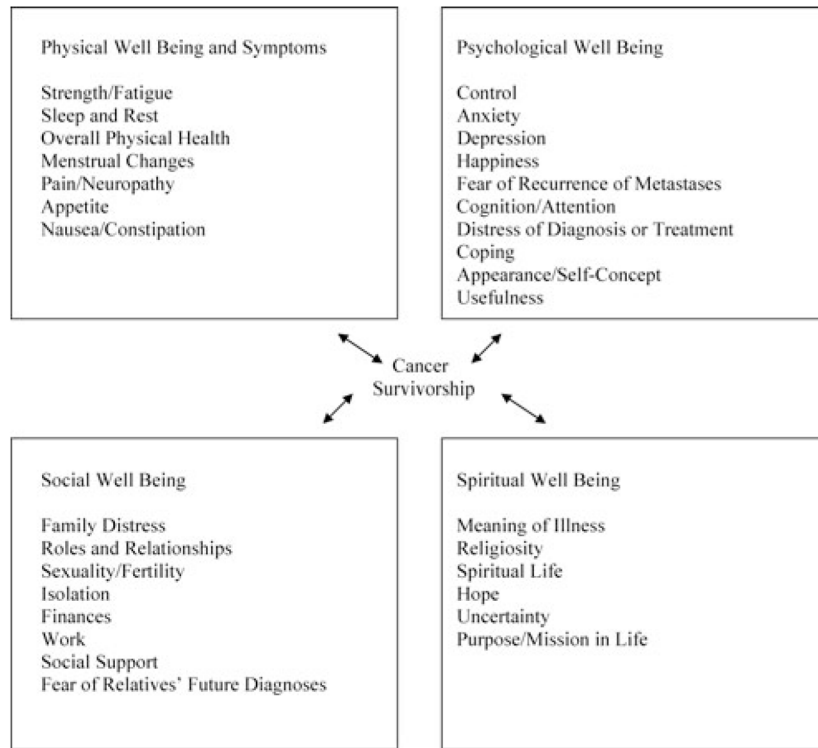 Physical Well Being and Symptoms
Strength/Fatigue
Sleep and Rest
Overall Physical Health
Menstrual Changes
Pain/Neuropathy
Appetite
Nausea/Constipation
Psychological Well Being
Control
Anxiety
Depression
Happiness
Fear of Recurrence of Metastases
Cognition/Attention
Distress of Diagnosis or Treatment
Coping
Appearance/Self-Concept
Usefulness
Cancer
Survivorship
Social Well Being
Family Distress
Roles and Relationships
Sexuality/Fertility
Isolation
Finances
Work
Social Support
Fear of Relatives’ Future Diagnoses
Spiritual Well Being
Meaning of Illness
Religiosity
Spiritual Life
Hope
Uncertainty
Purpose/Mission in Life